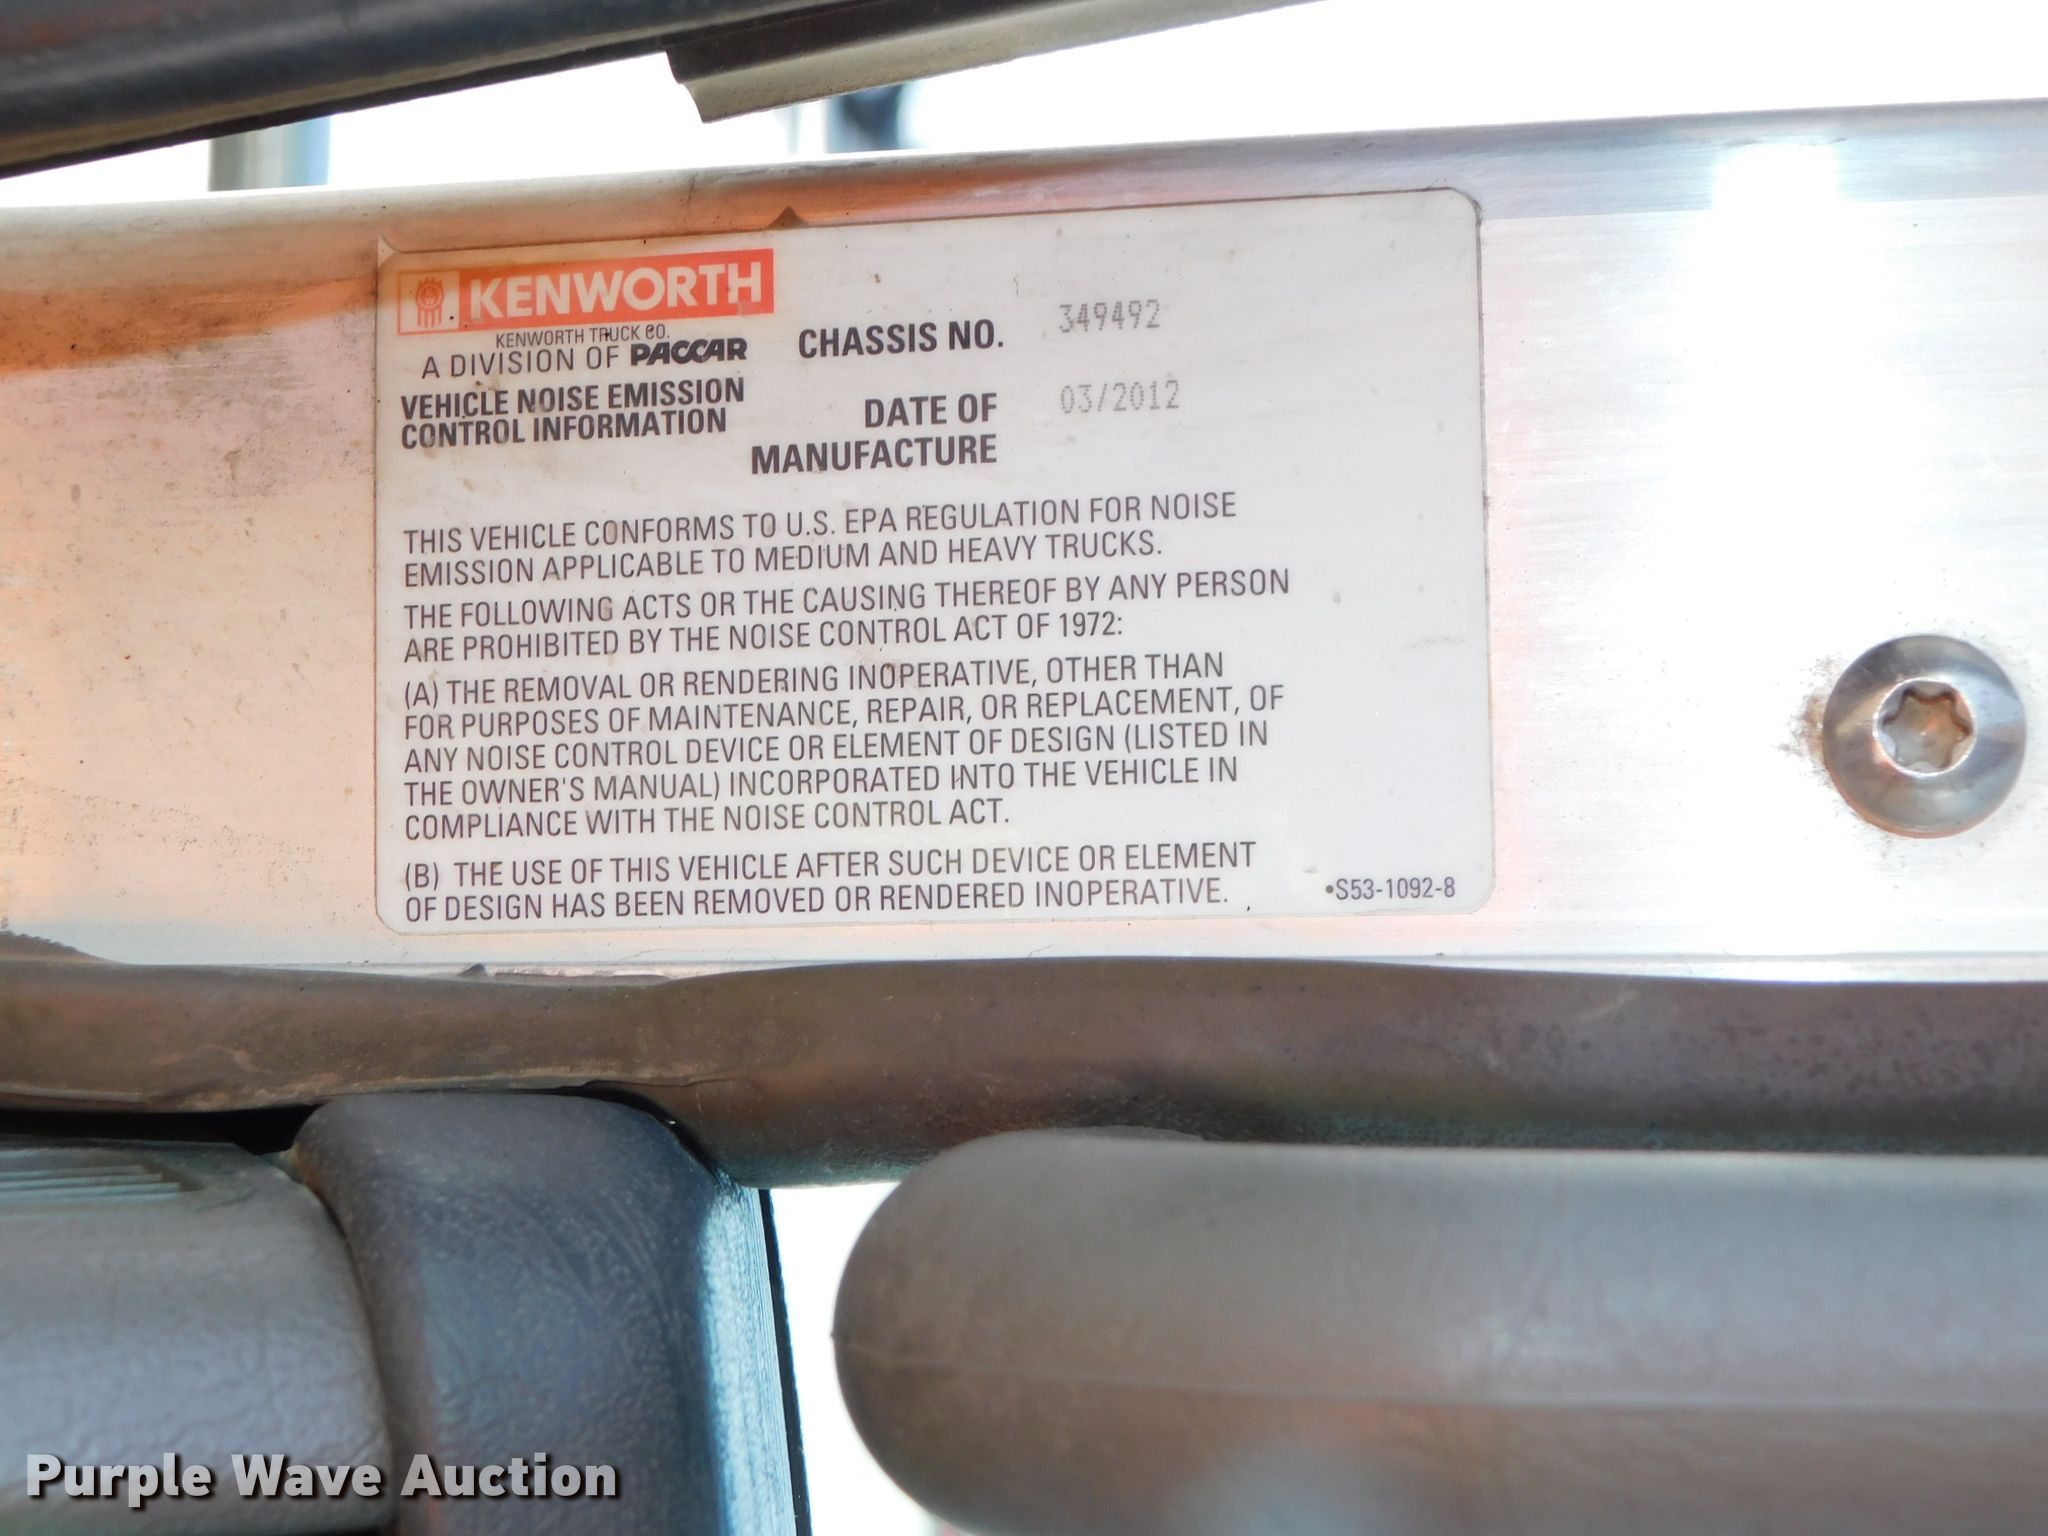 KENWORTH
KENWORTH TRUCK CO.
A DIVISION OF PACCAR
VEHICLE NOISE EMISSION
CONTROL INFORMATION
CHASSIS NO. 349492
DATE OF 03/2012
MANUFACTURE
THIS VEHICLE CONFORMS TO U.S. EPA REGULATION FOR NOISE
EMISSION APPLICABLE TO MEDIUM AND HEAVY TRUCKS.
THE FOLLOWING ACTS OR THE CAUSING THEREOF BY ANY PERSON
ARE PROHIBITED BY THE NOISE CONTROL ACT OF 1972:
(A) THE REMOVAL OR RENDERING INOPERATIVE, OTHER THAN
FOR PURPOSES OF MAINTENANCE, REPAIR, OR REPLACEMENT, OF
ANY NOISE CONTROL DEVICE OR ELEMENT OF DESIGN (LISTED IN
THE OWNER'S MANUAL) INCORPORATED INTO THE VEHICLE IN
COMPLIANCE WITH THE NOISE CONTROL ACT.
(B) THE USE OF THIS VEHICLE AFTER SUCH DEVICE OR ELEMENT
OF DESIGN HAS BEEN REMOVED OR RENDERED INOPERATIVE.
•S53-1092-8
Purple Wave Auction